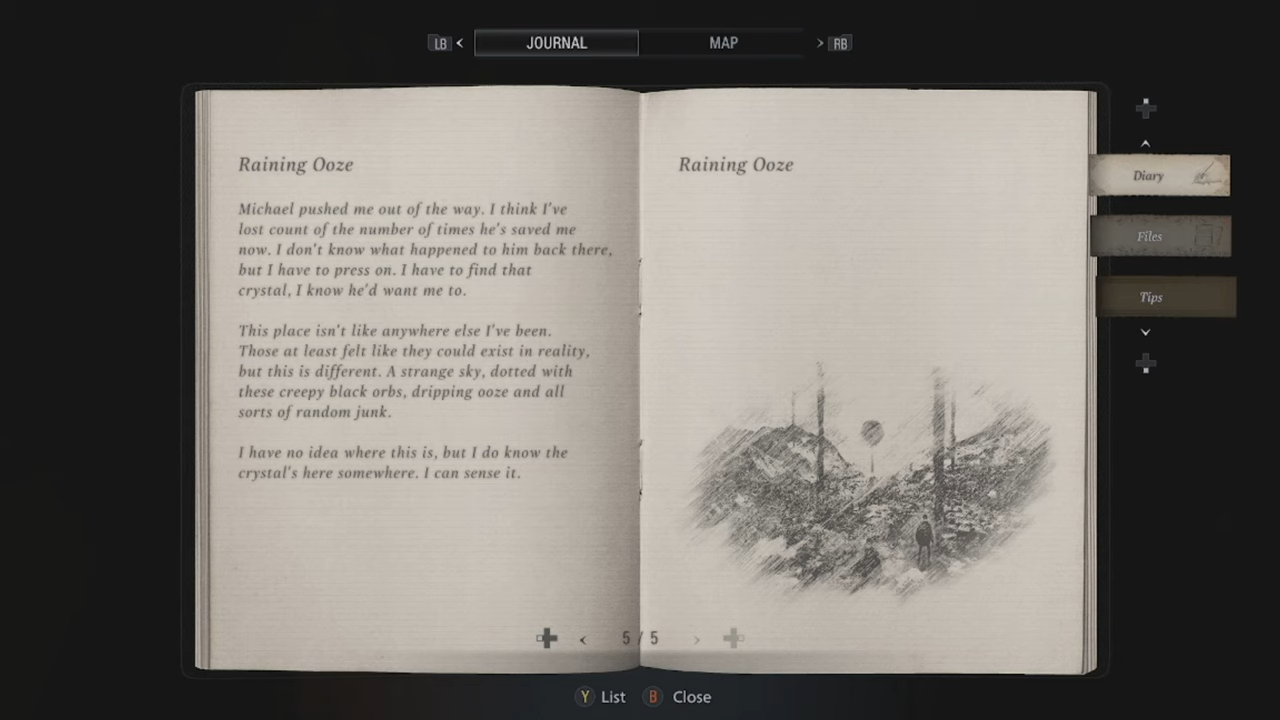 LB < JOURNAL MAP > RB
Raining Ooze
Michael pushed me out of the way. I think I've
lost count of the number of times he's saved me
now. I don't know what happened to him back there,
but I have to press on. I have to find that
crystal, I know he'd want me to.
This place isn't like anywhere else I've been.
Those at least felt like they could exist in reality,
but this is different. A strange sky, dotted with
these creepy black orbs, dripping ooze and all
sorts of random junk.
I have no idea where this is, but I do know the
crystal's here somewhere. I can sense it.
Raining Ooze
Diary
Files
Tips
< 5 / 5 >
Y List B Close